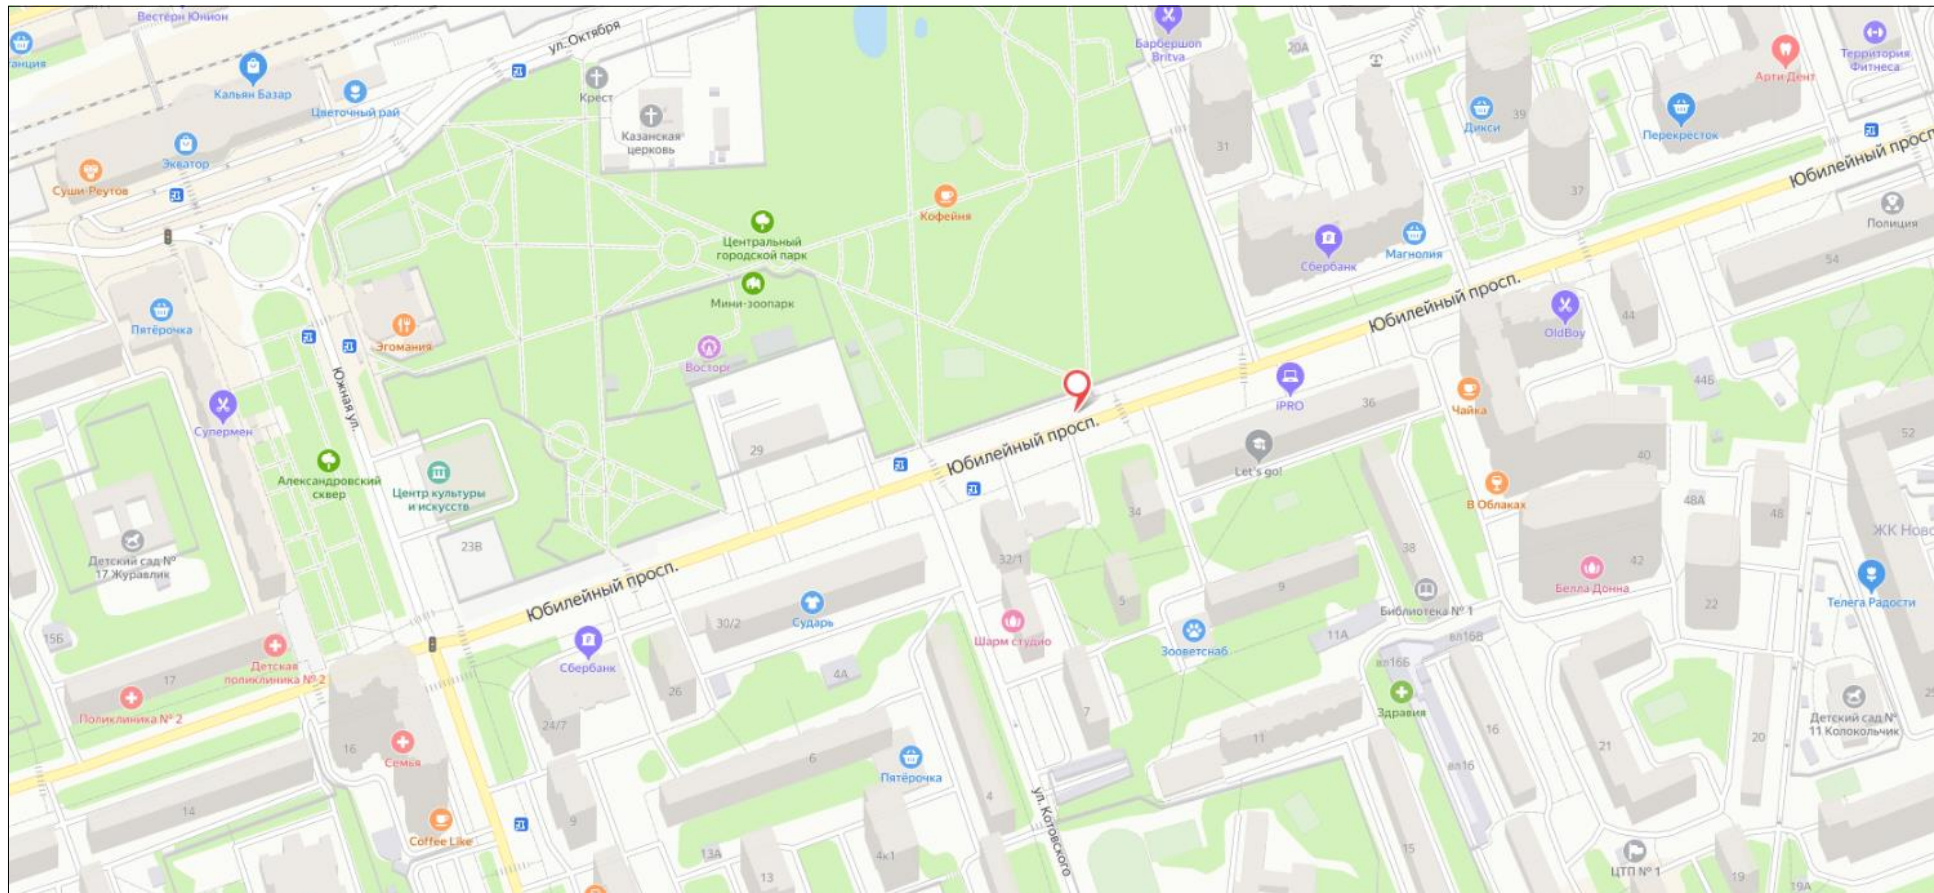 Вестерн Юнион
ул. Октября
Барбершоп
Britva
20А
Территория
Фитнеса
Арти Дент
анция
Кальян Базар
Крест
Цветочный рай
39
Дикси
Перекресток
Казанская
церковь
31
Экватор
Юбилейный просп.
Суши-Реутов
37
Кофейня
Полиция
Центральный
городской парк
Сбербанк
Магнолия
54
Мини-зоопарк
Юбилейный просп.
Пятёрочка
44
OldBoy
Эгомания
Восторг
44Б
Южная ул.
iPRO
36
Чайка
Супермен
52
Юбилейный просп.
29
40
Let's go!
Александровский
сквер
Центр культуры
и искусств
В Облаках
48А
34
48
ЖК Ново
23В
38
Детский сад №
17 Журавлик
32/1
42
Белла-Донна
9
Юбилейный просп.
5
Библиотека № 1
22
Телега Радости
Сударь
30/2
15Б
11А
вл16В
Шарм студио
Зооветснаб
Детская
поликлиника № 2
Сбербанк
вл16Б
17
4А
26
25
Поликлиника № 2
Здравия
7
Детский сад №
11 Колокольчик
24/7
16
11
16
21
20
Семья
6
вл16
Пятёрочка
4
14
ул. Котовского
9
Coffee Like
15
13А
4к1
ЦТП № 1
13
19
19А